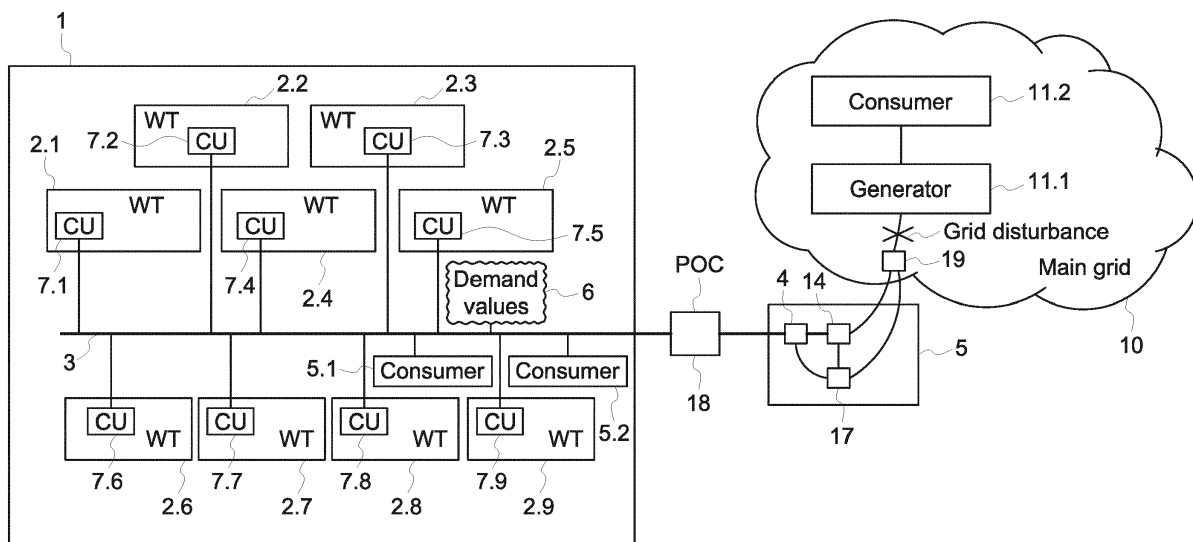 1
2.2
2.3
WT
CU
7.2
WT
CU
7.3
2.1
2.5
WT
CU
WT
CU
WT
CU
7.5
7.1
7.4
2.4
Demand
values
6
3
5.1
Consumer
Consumer
5.2
CU
WT
CU
WT
CU
WT
CU
WT
7.6
2.6
7.7
2.7
7.8
2.8
7.9
2.9
POC
18
4
14
17
5
Consumer
11.2
Generator
11.1
Grid disturbance
19
Main grid
10